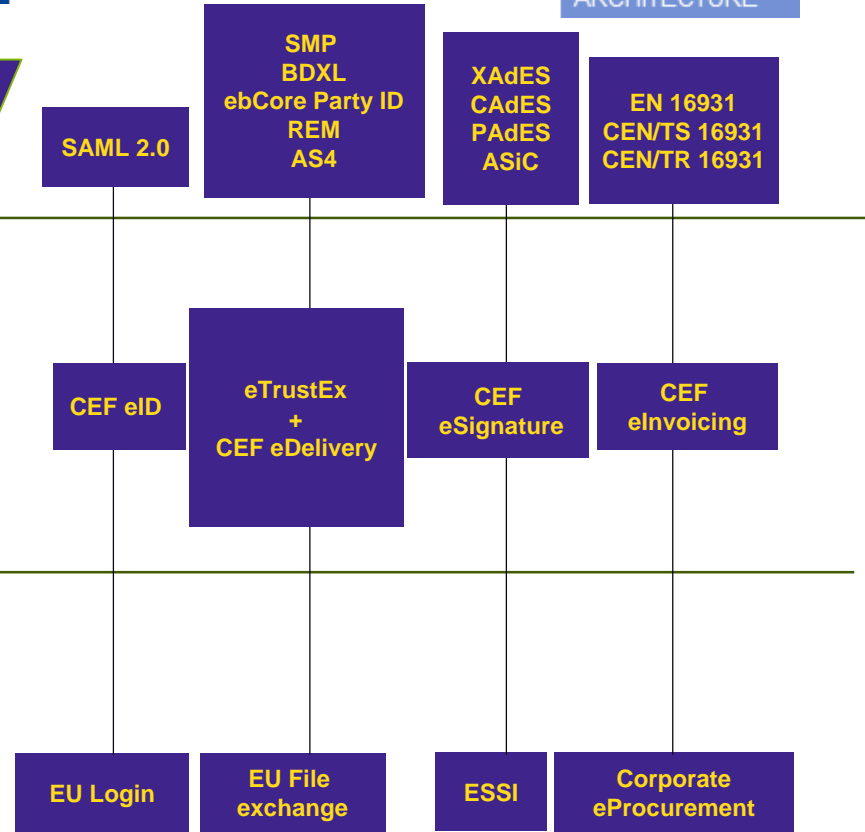 ARCHITECTURE
SAML 2.0
SMP
BDXL
ebCore Party ID
REM
AS4
XAdES
CAdES
PAdES
ASiC
EN 16931
CEN/TS 16931
CEN/TR 16931
CEF eID
eTrustEx
+
CEF eDelivery
CEF
eSignature
CEF
eInvoicing
EU Login
EU File
exchange
ESSI
Corporate
eProcurement